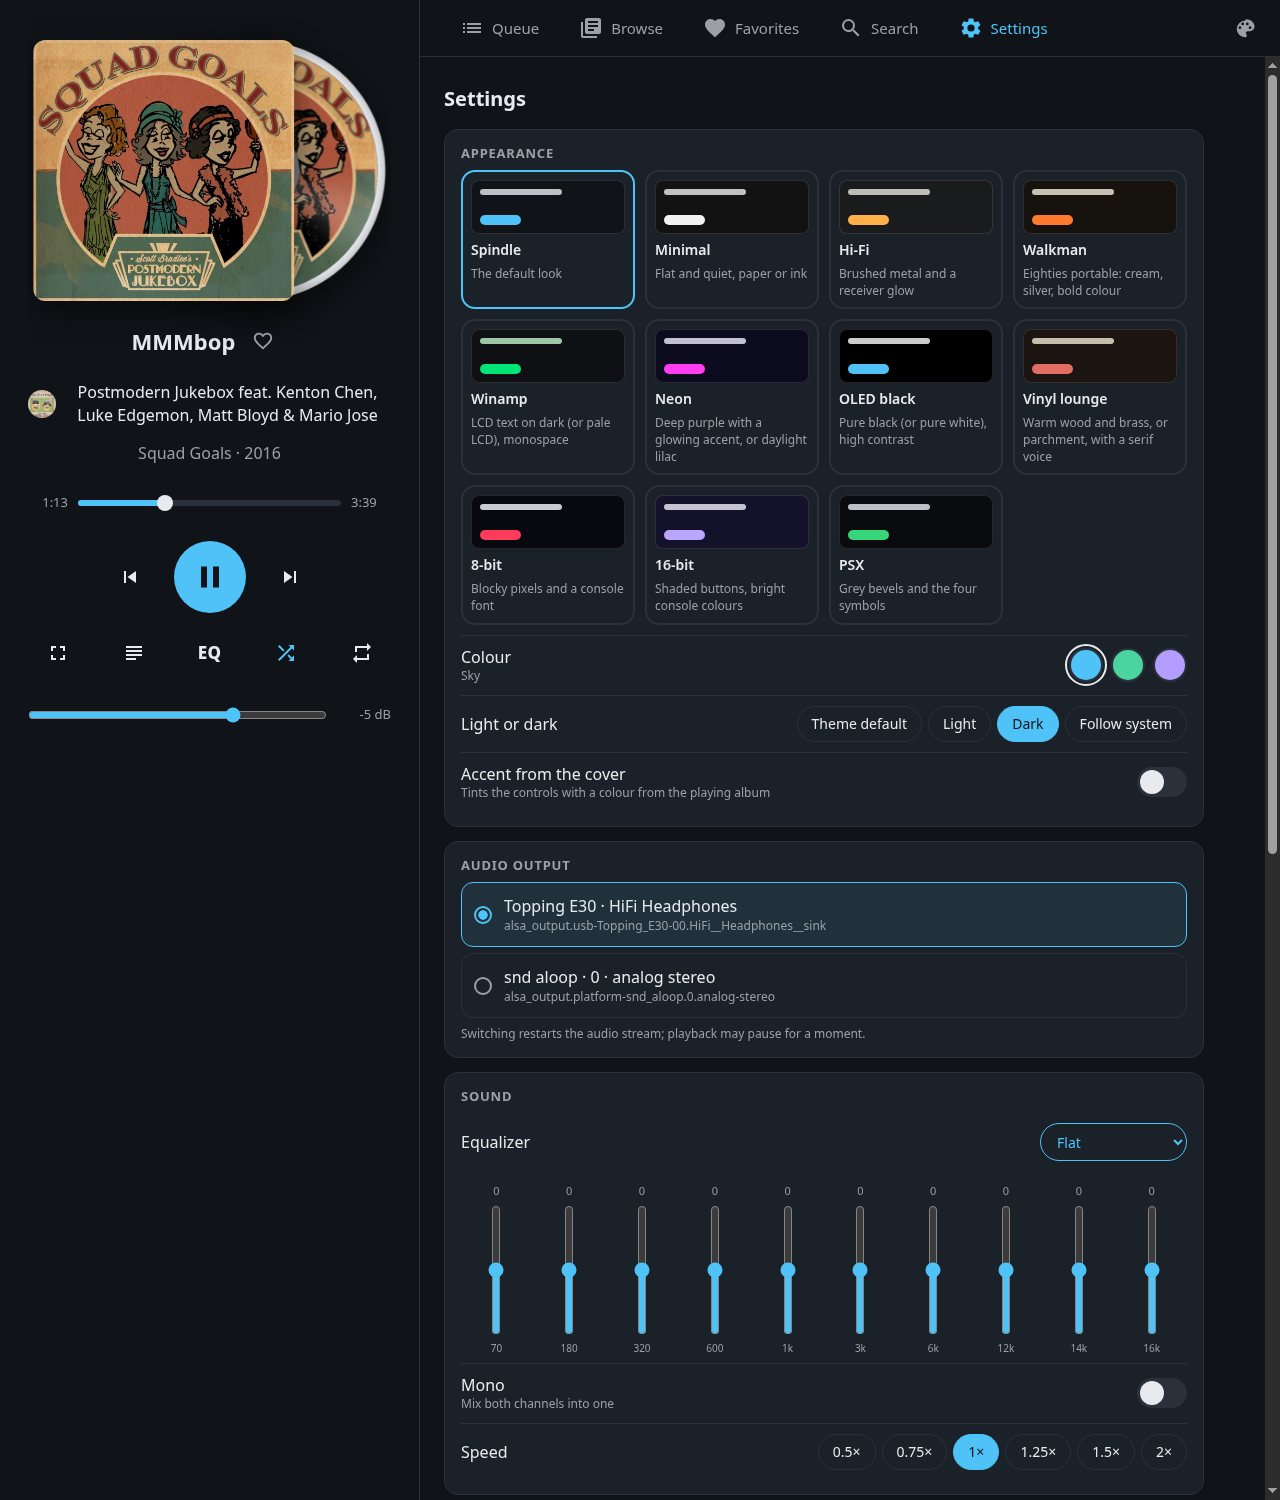 Queue
Browse
Favorites
Search
Settings
SQUAD GOALS
Scott Bradlee's
POSTMODERN
JUKEBOX
GOALS
MMMbop
Postmodern Jukebox feat. Kenton Chen,
Luke Edgemon, Matt Bloyd & Mario Jose
Squad Goals · 2016
1:13
3:39
EQ
-5 dB
Settings
APPEARANCE
Spindle
The default look
Minimal
Flat and quiet, paper or ink
Hi-Fi
Brushed metal and a
receiver glow
Walkman
Eighties portable: cream,
silver, bold colour
Winamp
LCD text on dark (or pale
LCD), monospace
Neon
Deep purple with a
glowing accent, or daylight
lilac
OLED black
Pure black (or pure white),
high contrast
Vinyl lounge
Warm wood and brass, or
parchment, with a serif
voice
8-bit
Blocky pixels and a console
font
16-bit
Shaded buttons, bright
console colours
PSX
Grey bevels and the four
symbols
Colour
Sky
Light or dark
Theme default
Light
Dark
Follow system
Accent from the cover
Tints the controls with a colour from the playing album
AUDIO OUTPUT
Topping E30 · HiFi Headphones
alsa_output.usb-Topping_E30-00.HiFi__Headphones__sink
snd aloop · 0 · analog stereo
alsa_output.platform-snd_aloop.0.analog-stereo
Switching restarts the audio stream; playback may pause for a moment.
SOUND
Equalizer
Flat
0 0 0 0 0 0 0 0 0 0
70 180 320 600 1k 3k 6k 12k 14k 16k
Mono
Mix both channels into one
Speed
0.5×
0.75×
1×
1.25×
1.5×
2×